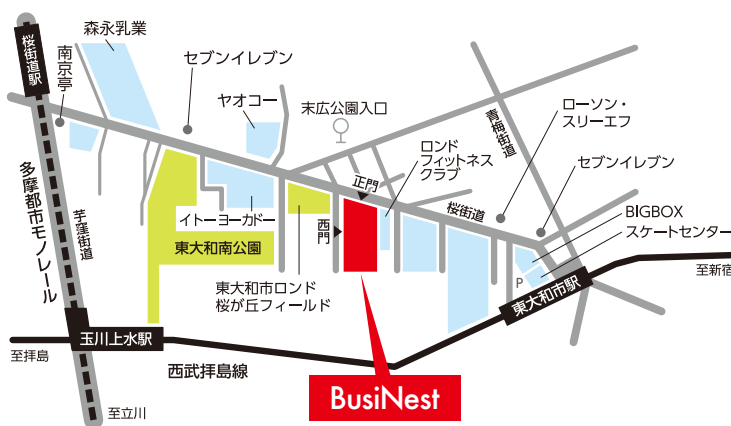 森永乳業
桜街道駅
南京亭
セブンイレブン
ヤオコー
末広公園入口
青梅街道
ローソン・
スリーエフ
ロンド
フィットネス
クラブ
セブンイレブン
正門
桜街道
BIGBOX
スケートセンター
多摩都市モノレール
芋窪街道
イトーヨーカドー
西門
東大和南公園
至新宿
P
東大和市駅
東大和市ロンド
桜が丘フィールド
玉川上水駅
至拝島
西武拝島線
BusiNest
至立川